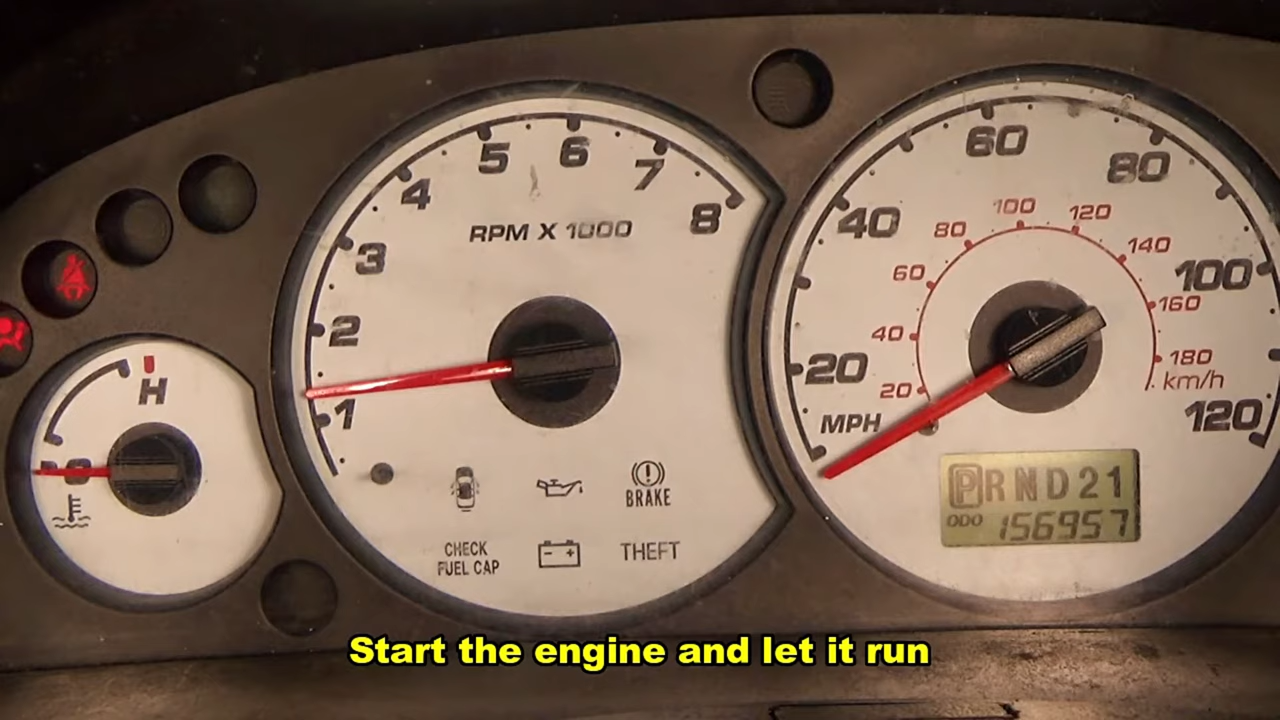 5 6 7
4 8
3
2
1
RPM X 1000
H
CHECK
FUEL CAP
BRAKE
THEFT
60 80
40 100
20 120
MPH
100 120
80 140
60 160
40 180
20 km/h
P R N D 2 1
ODO 156957
Start the engine and let it run